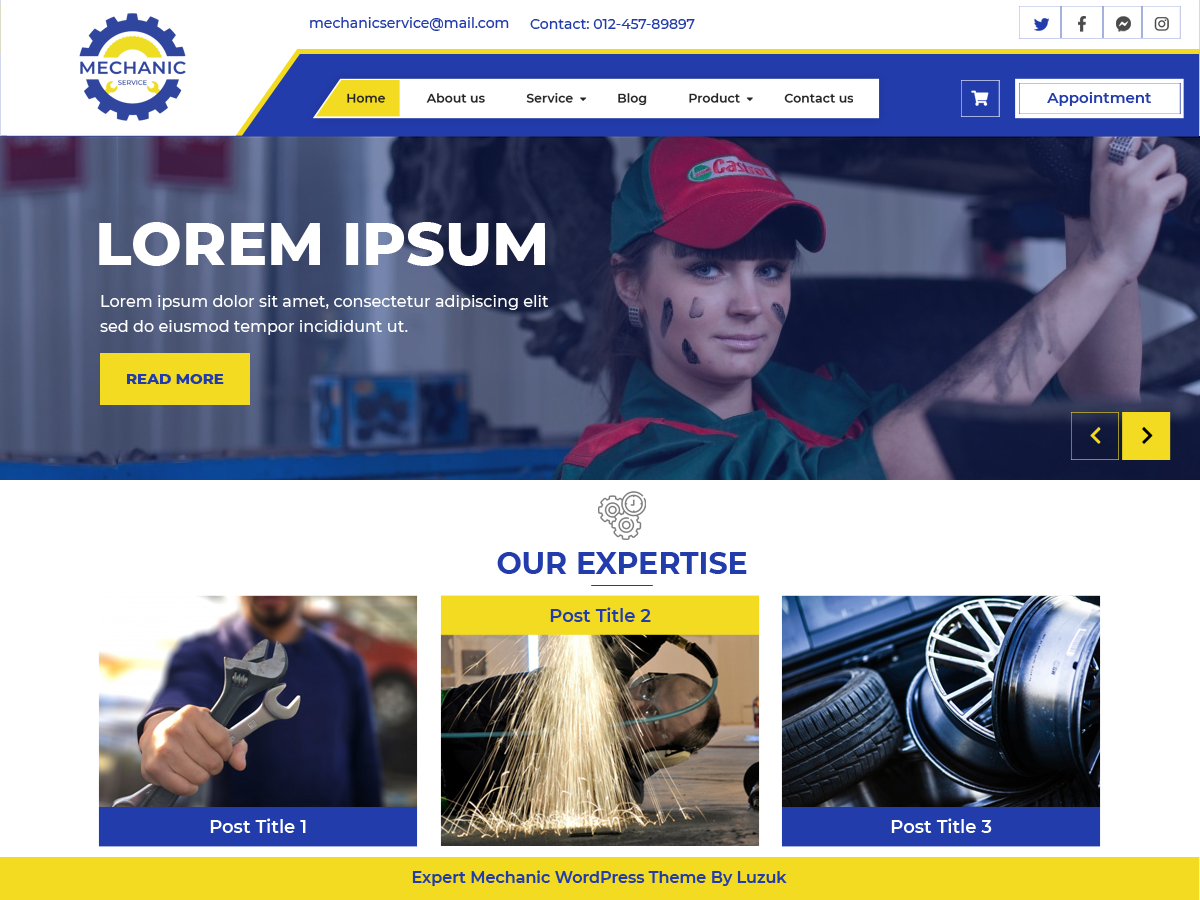 mechanicservice@mail.com
Contact: 012-457-89897
MECHANIC
SERVICE
Home
About us
Service
Blog
Product
Contact us
Appointment
Castrol
LOREM IPSUM
Lorem ipsum dolor sit amet, consectetur adipiscing elit
sed do eiusmod tempor incididunt ut.
READ MORE
OUR EXPERTISE
Post Title 1
Post Title 2
Post Title 3
Expert Mechanic WordPress Theme By Luzuk